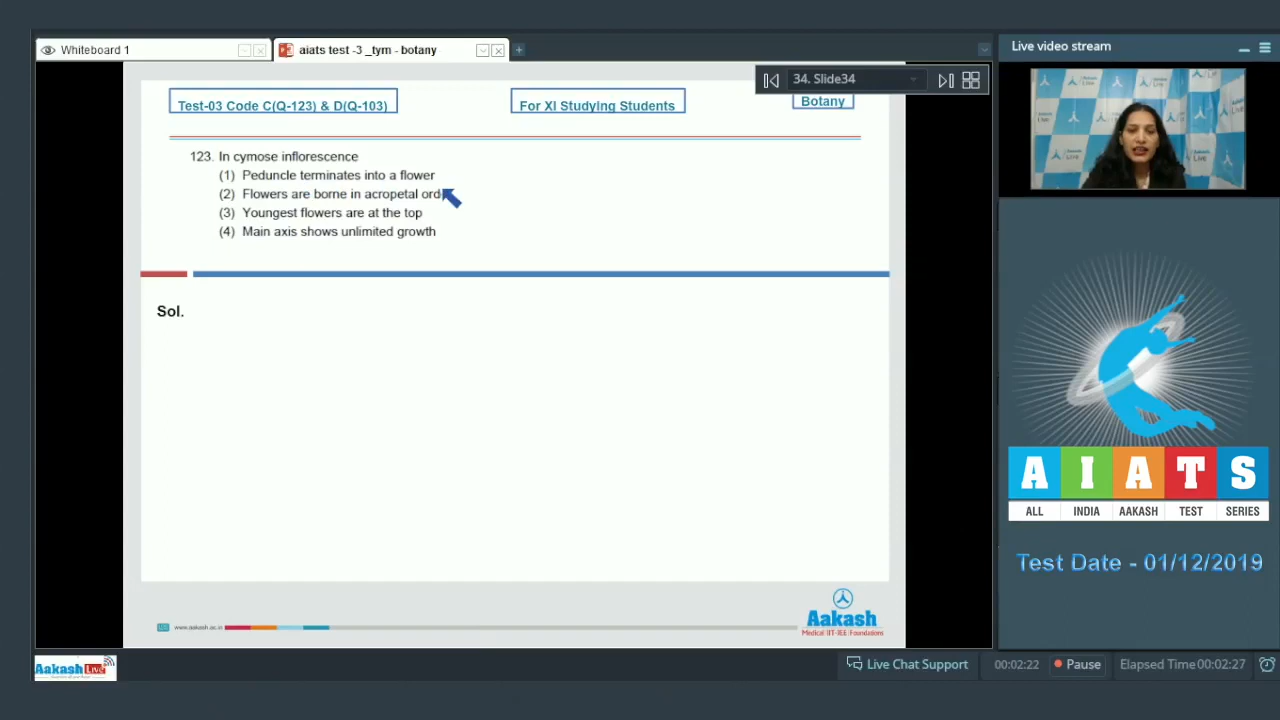 Whiteboard 1
aiats test -3 _tym - botany
Live video stream
34. Slide34
Test-03 Code C(Q-123) & D(Q-103)
For XI Studying Students
Botany
123. In cymose inflorescence
(1) Peduncle terminates into a flower
(2) Flowers are borne in acropetal ord
(3) Youngest flowers are at the top
(4) Main axis shows unlimited growth
Sol.
A I A T S
ALL INDIA AAKASH TEST SERIES
Test Date - 01/12/2019
www.aakash.ac.in
Aakash
Medical | IIT-JEE | Foundations
Aakash Live
Live Chat Support
00:02:22
Pause
Elapsed Time 00:02:27